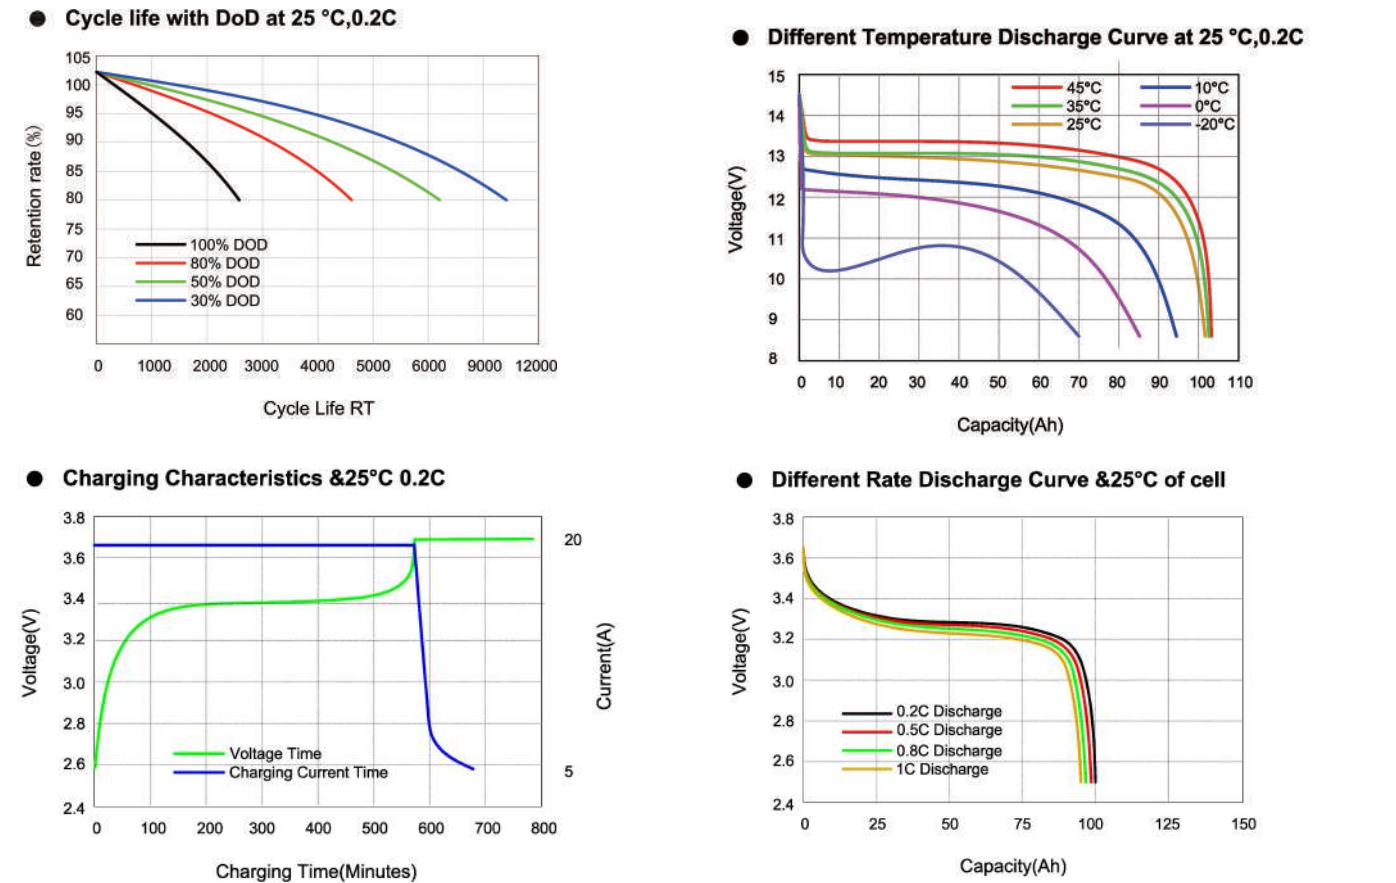 ● Cycle life with DoD at 25 °C,0.2C
105
100
95
90
85
80
75
70
65
60
Retention rate (%)
100% DOD
80% DOD
50% DOD
30% DOD
0 1000 2000 3000 4000 5000 6000 9000 12000
Cycle Life RT
● Different Temperature Discharge Curve at 25 °C,0.2C
15
14
13
12
11
10
9
8
Voltage(V)
45°C 10°C
35°C 0°C
25°C -20°C
0 10 20 30 40 50 60 70 80 90 100 110
Capacity(Ah)
● Charging Characteristics &25°C 0.2C
3.8
3.6
3.4
3.2
3.0
2.8
2.6
2.4
Voltage(V)
Voltage Time
Charging Current Time
20
5
Current(A)
0 100 200 300 400 500 600 700 800
Charging Time(Minutes)
● Different Rate Discharge Curve &25°C of cell
3.8
3.6
3.4
3.2
3.0
2.8
2.6
2.4
Voltage(V)
0.2C Discharge
0.5C Discharge
0.8C Discharge
1C Discharge
0 25 50 75 100 125 150
Capacity(Ah)